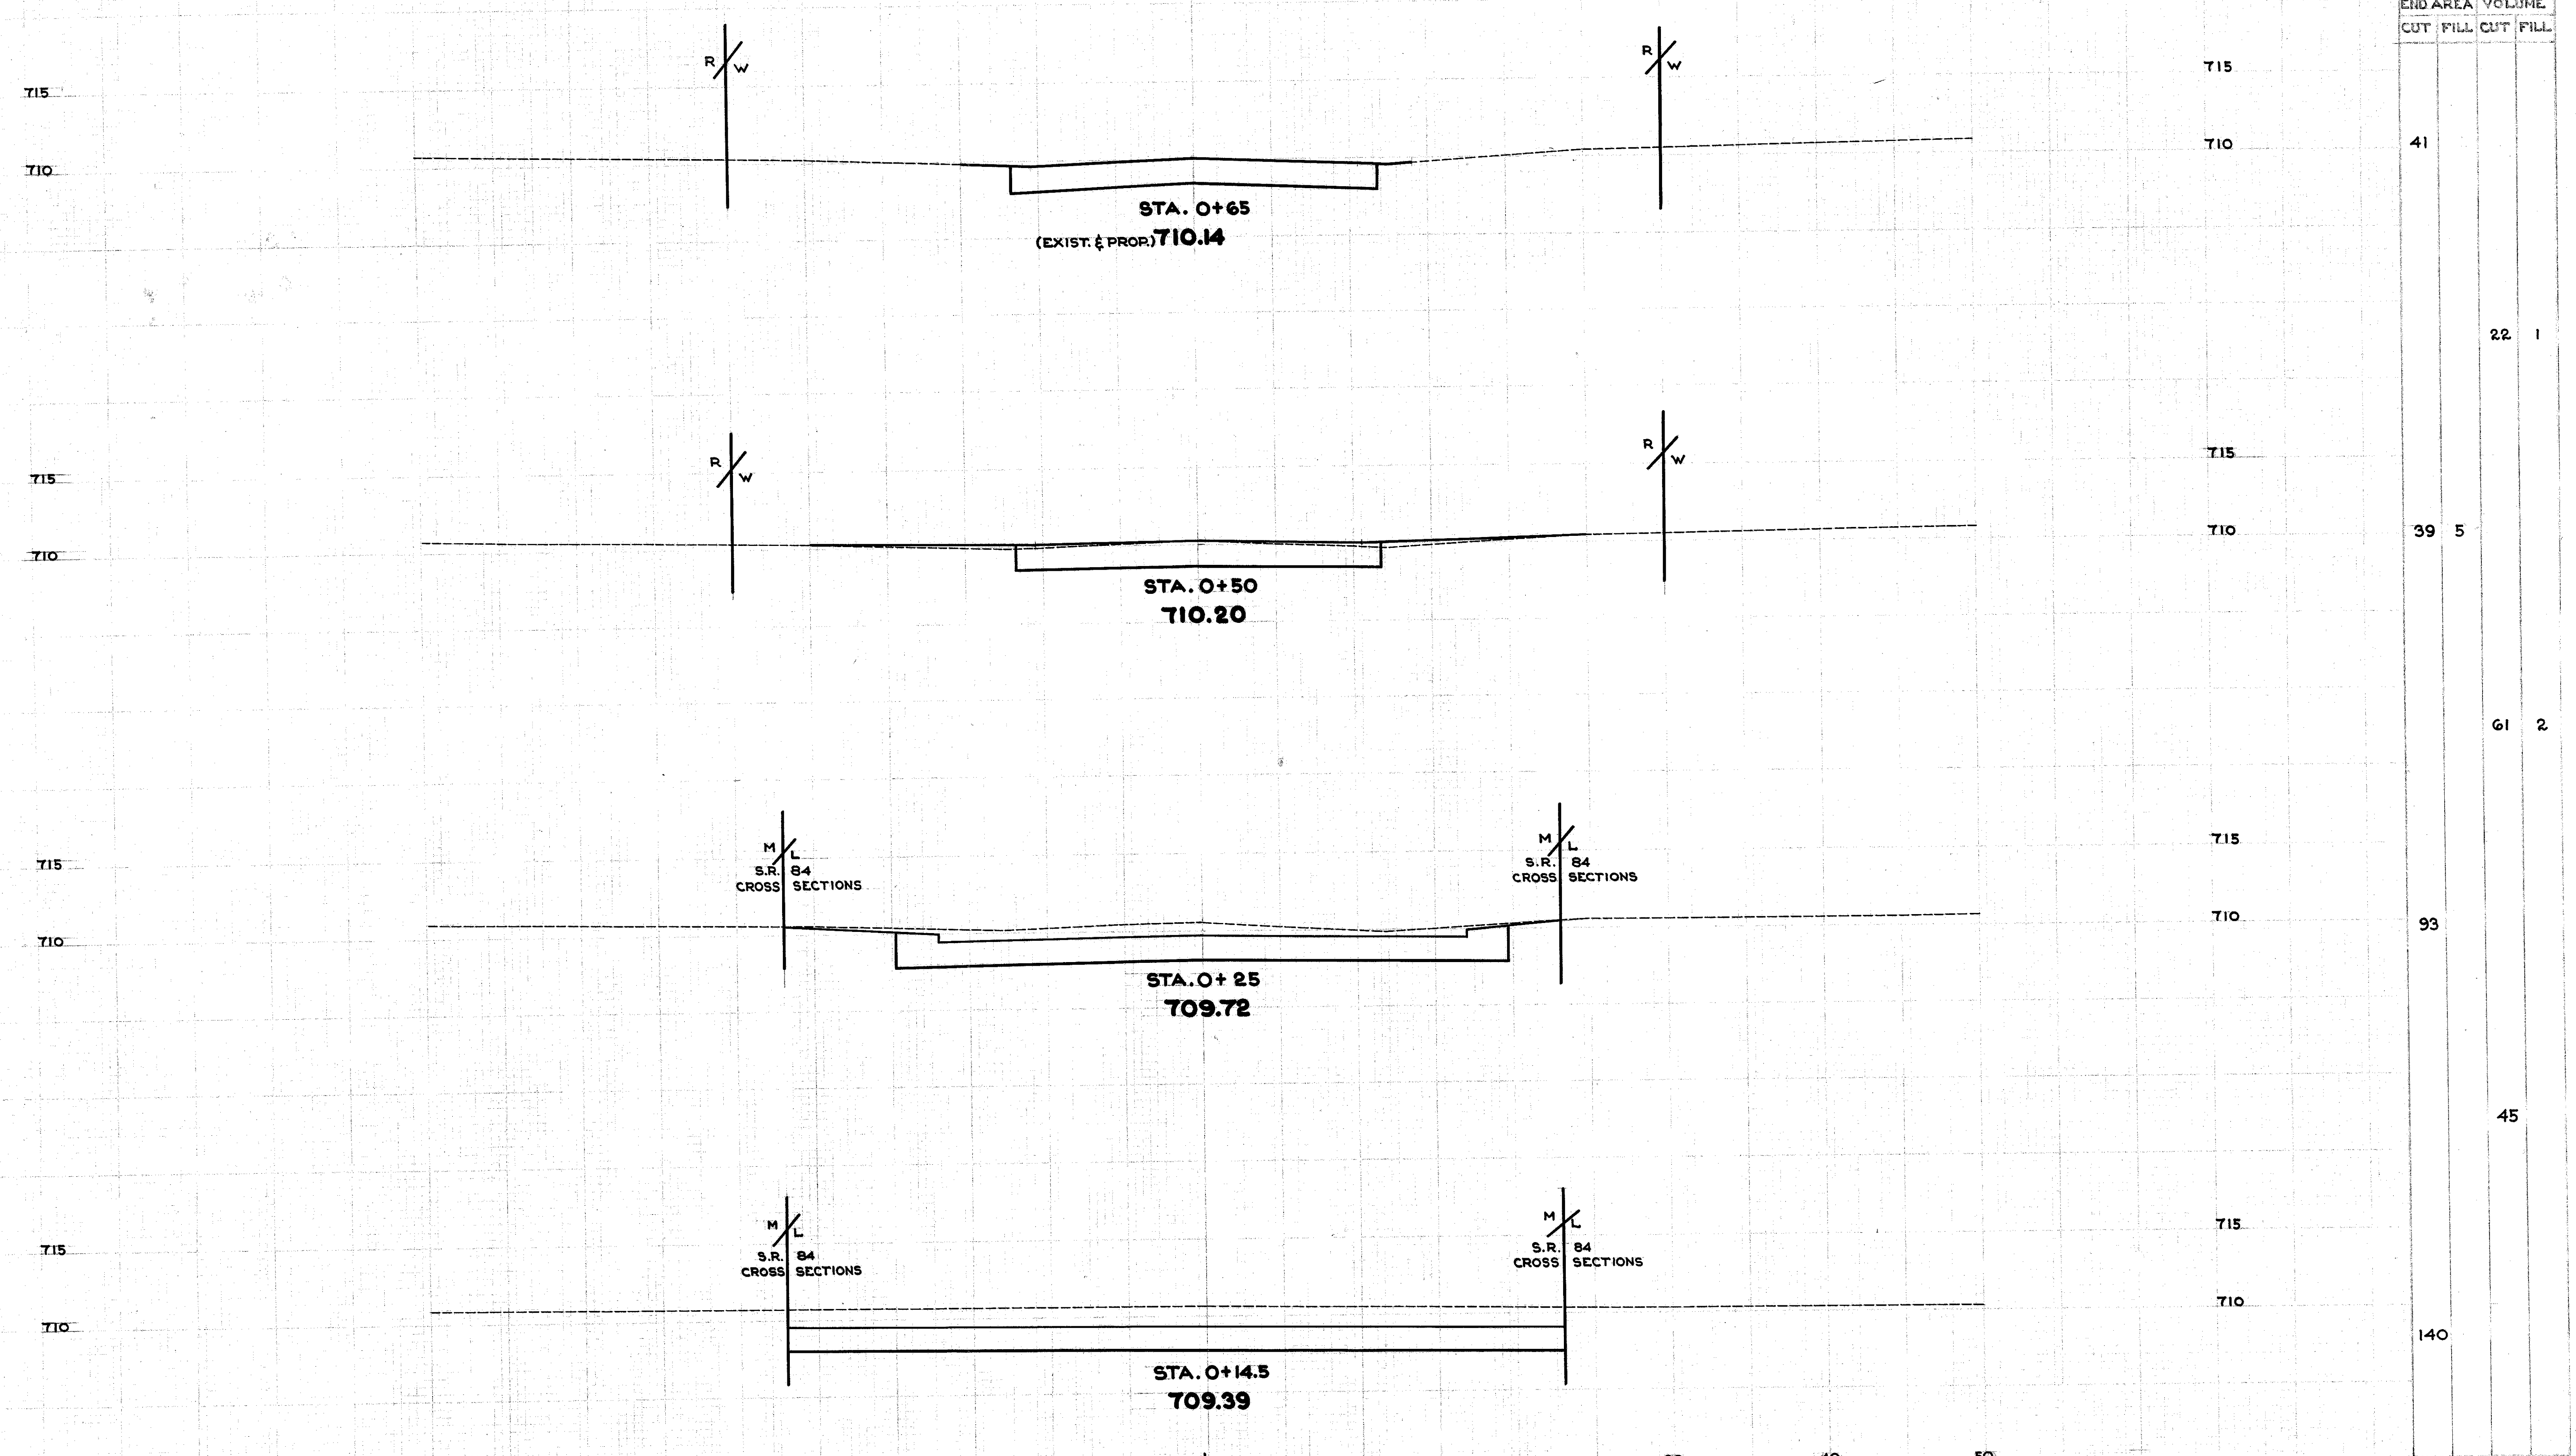 END AREA VOLUME
CUT FILL CUT FILL
R/W R/W
715 715
710 710 41
STA. 0+65
(EXIST. & PROP.) 710.14
22 1
R/W R/W
715 715
710 710 39 5
STA. 0+50
710.20
61 2
M/L M/L
S.R. 84 S.R. 84
CROSS SECTIONS CROSS SECTIONS
715 715
710 710 93
STA. 0+25
709.72
45
M/L M/L
S.R. 84 S.R. 84
CROSS SECTIONS CROSS SECTIONS
715 715
710 710
140
STA. 0+14.5
709.39